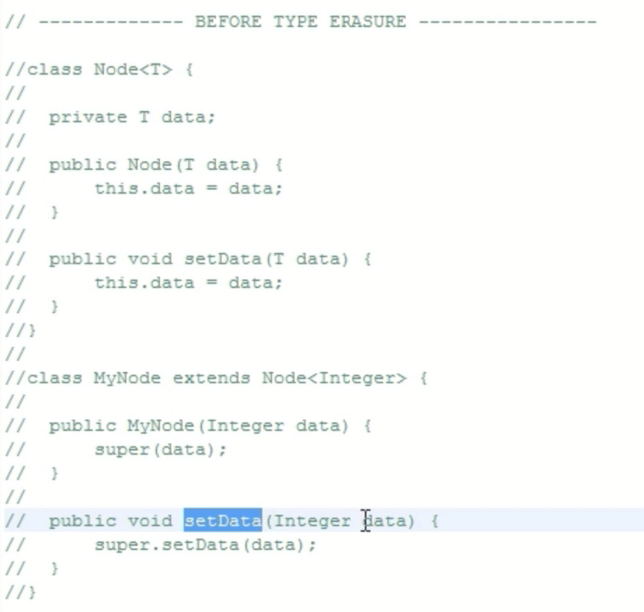 // ------------- BEFORE TYPE ERASURE ----------------
//class Node<T> {
//
//  private T data;
//
//  public Node(T data) {
//      this.data = data;
//  }
//
//  public void setData(T data) {
//      this.data = data;
//  }
//}
//
//class MyNode extends Node<Integer> {
//
//  public MyNode(Integer data) {
//      super(data);
//  }
//
//  public void setData(Integer data) {
//      super.setData(data);
//  }
//}